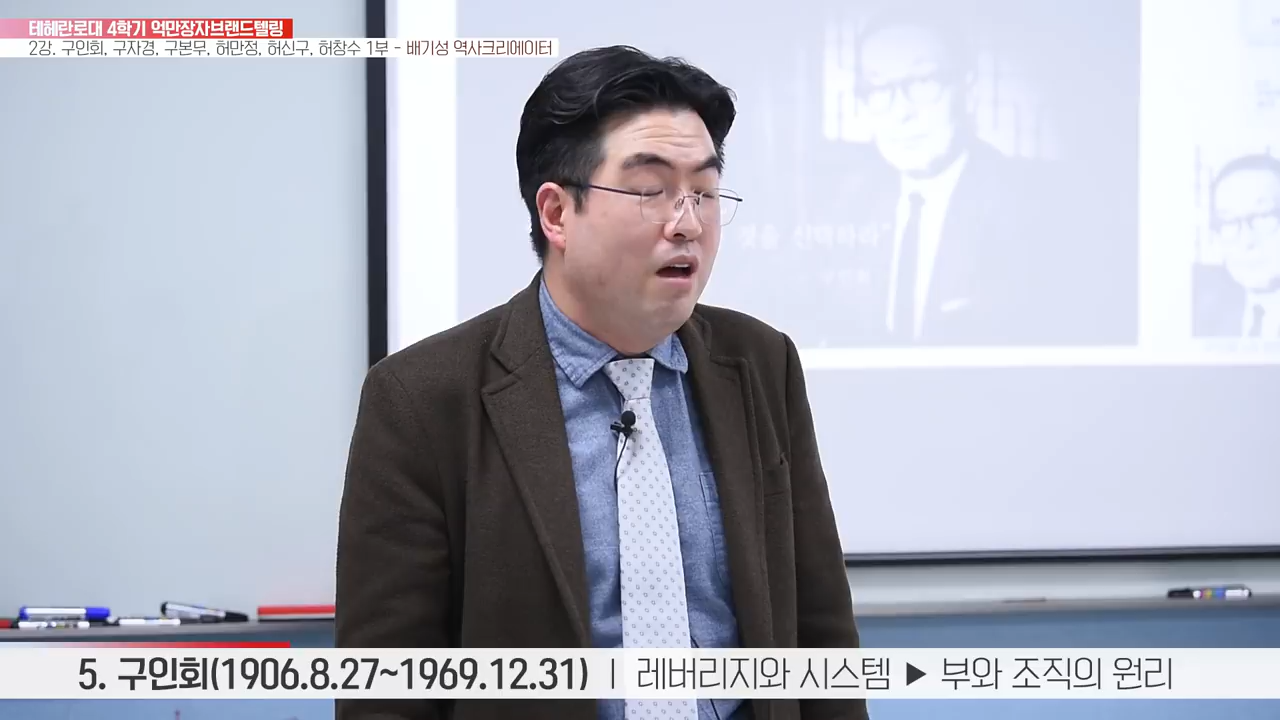 테헤란로대 4학기 억만장자브랜드텔링
2강. 구인회, 구자경, 구본무, 허만정, 허신구, 허창수 1부 - 배기성 역사크리에이터
5. 구인회(1906.8.27~1969.12.31) | 레버리지와 시스템 ▶ 부와 조직의 원리